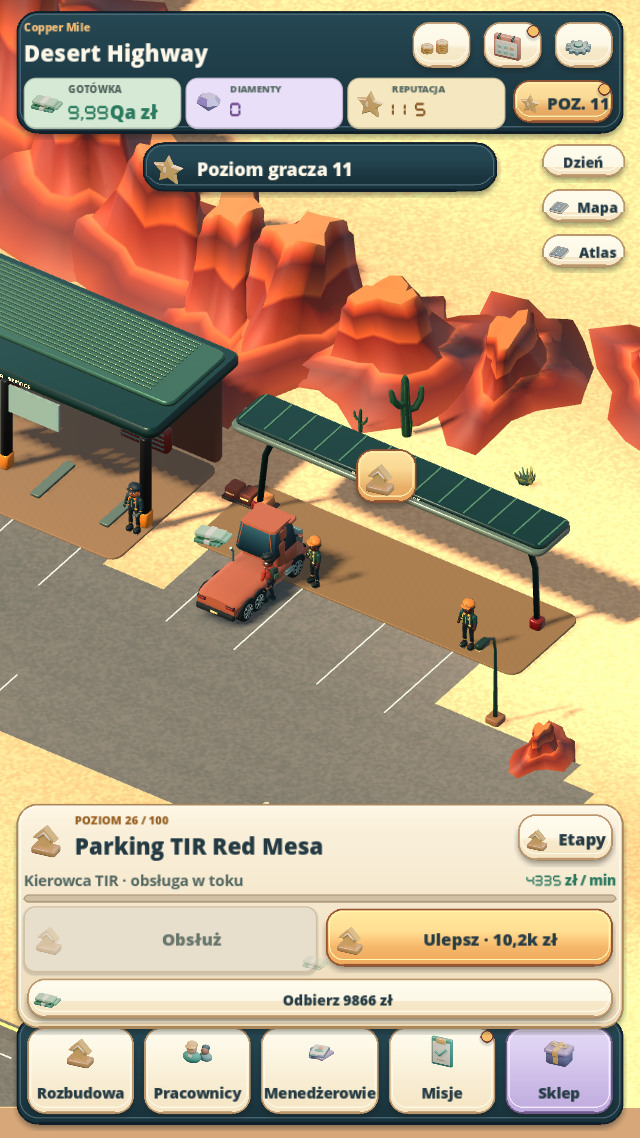 Copper Mile
Desert Highway
GOTÓWKA
9,99Qa zł
DIAMENTY
0
REPUTACJA
115
POZ. 11
Poziom gracza 11
Dzień
Mapa
Atlas
POZIOM 26 / 100
Parking TIR Red Mesa
Etapy
Kierowca TIR · obsługa w toku
4335 zł / min
Obsłuż
Ulepsz · 10,2k zł
Odbierz 9866 zł
Rozbudowa
Pracownicy
Menedżerowie
Misje
Sklep